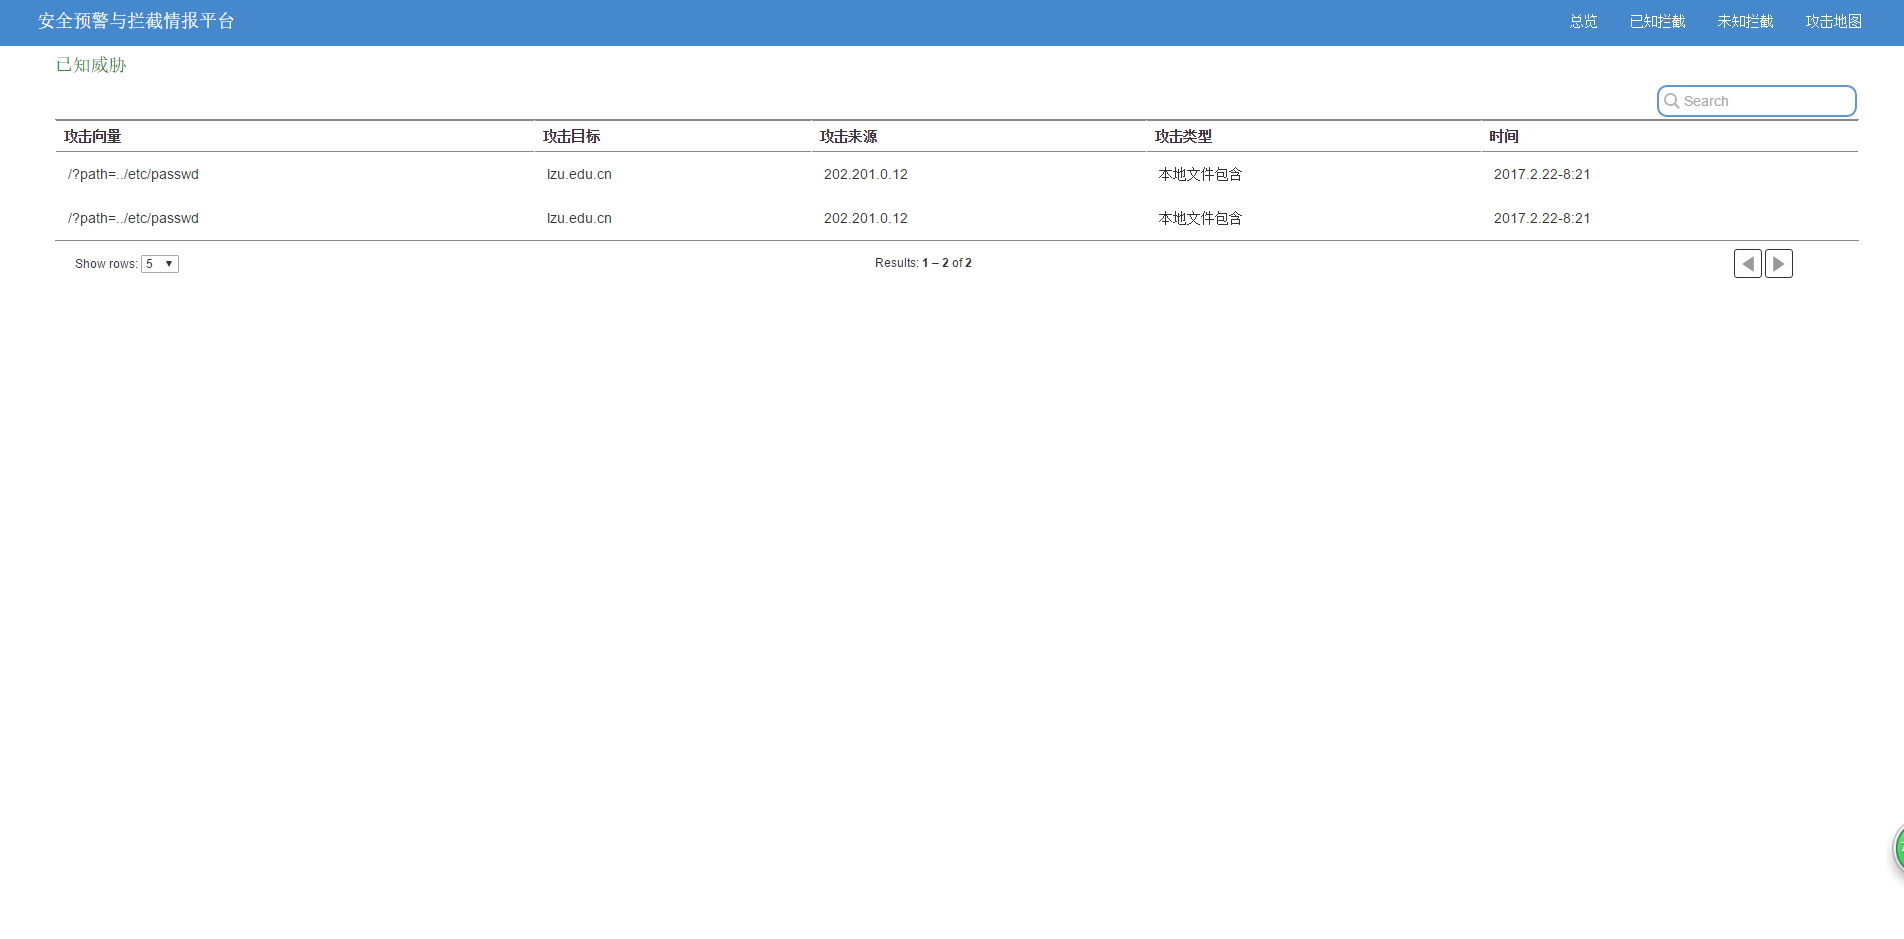 安全预警与拦截情报平台 总览 已知拦截 未知拦截 攻击地图
已知威胁
Search
攻击向量 攻击目标 攻击来源 攻击类型 时间
/?path=../etc/passwd lzu.edu.cn 202.201.0.12 本地文件包含 2017.2.22-8:21
/?path=../etc/passwd lzu.edu.cn 202.201.0.12 本地文件包含 2017.2.22-8:21
Show rows: 5 Results: 1 – 2 of 2